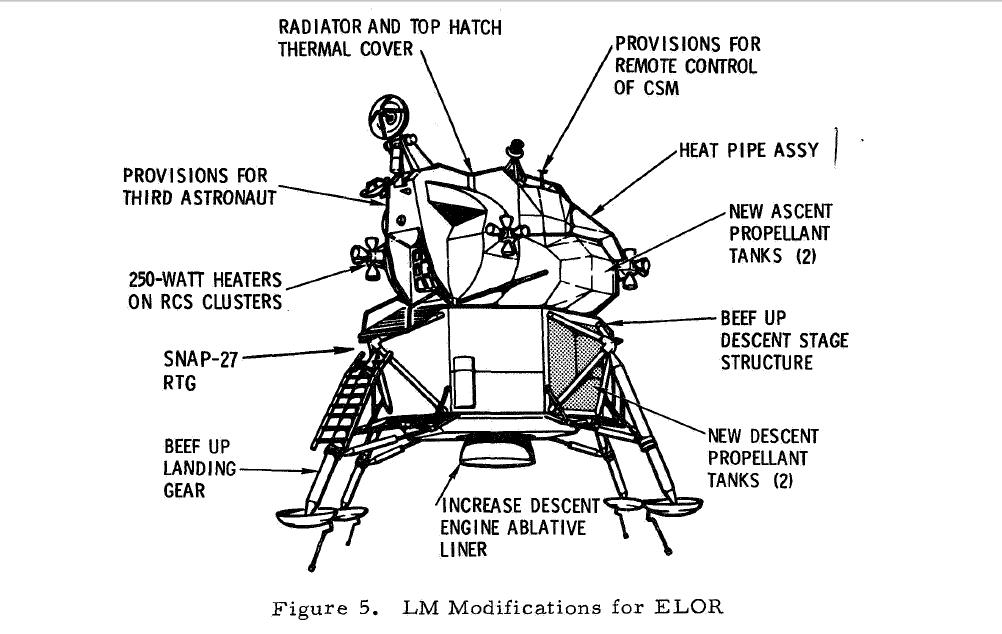 RADIATOR AND TOP HATCH
THERMAL COVER
PROVISIONS FOR
REMOTE CONTROL
OF CSM
HEAT PIPE ASSY
PROVISIONS FOR
THIRD ASTRONAUT
NEW ASCENT
PROPELLANT
TANKS (2)
250-WATT HEATERS
ON RCS CLUSTERS
BEEF UP
DESCENT STAGE
STRUCTURE
SNAP-27
RTG
BEEF UP
LANDING
GEAR
NEW DESCENT
PROPELLANT
TANKS (2)
INCREASE DESCENT
ENGINE ABLATIVE
LINER
Figure 5. LM Modifications for ELOR